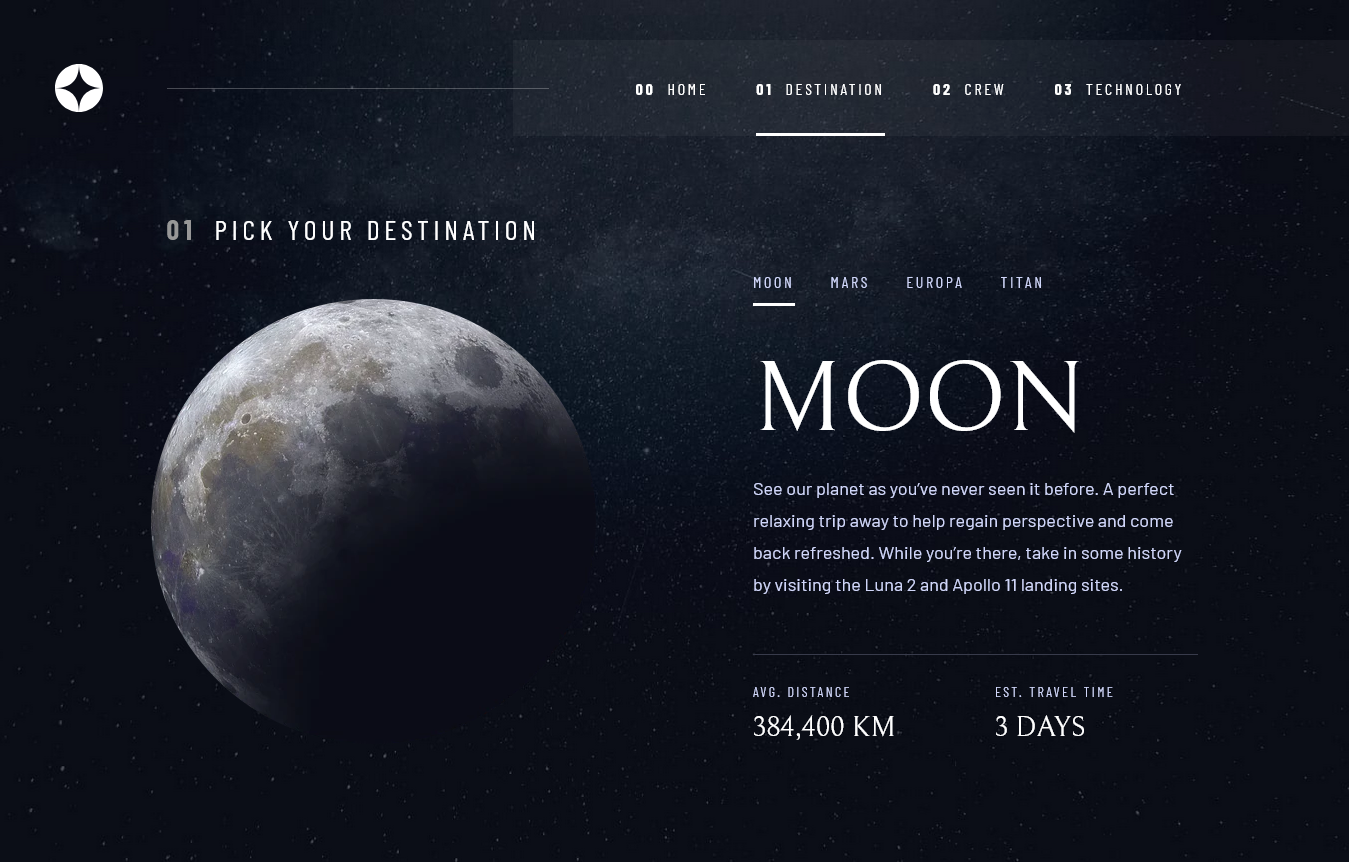 00 HOME 01 DESTINATION 02 CREW 03 TECHNOLOGY
01 PICK YOUR DESTINATION
MOON MARS EUROPA TITAN
MOON
See our planet as you’ve never seen it before. A perfect
relaxing trip away to help regain perspective and come
back refreshed. While you’re there, take in some history
by visiting the Luna 2 and Apollo 11 landing sites.
AVG. DISTANCE
384,400 KM
EST. TRAVEL TIME
3 DAYS